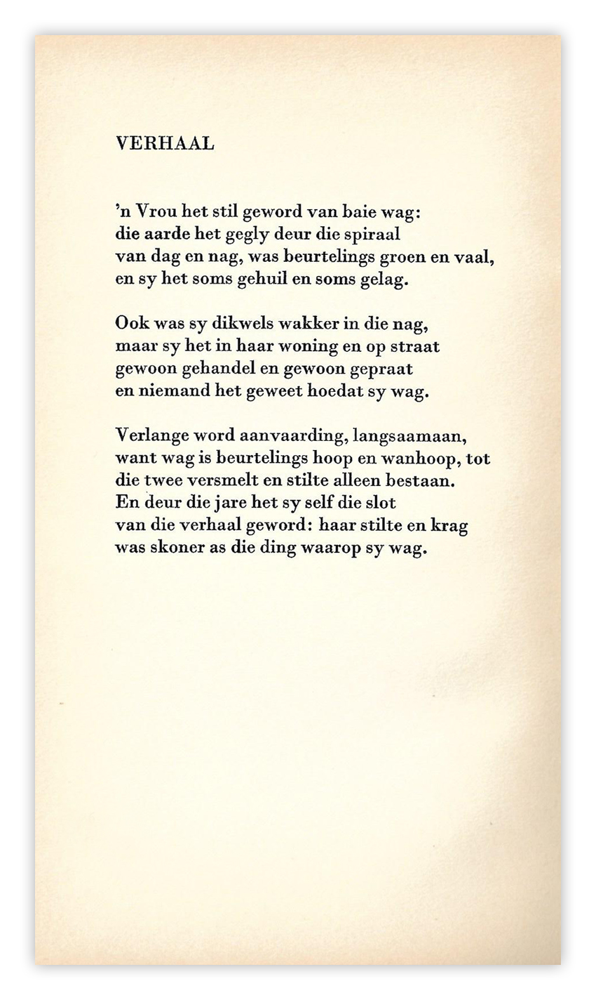 VERHAAL
’n Vrou het stil geword van baie wag:
die aarde het gegly deur die spiraal
van dag en nag, was beurtelings groen en vaal,
en sy het soms gehuil en soms gelag.
Ook was sy dikwels wakker in die nag,
maar sy het in haar woning en op straat
gewoon gehandel en gewoon gepraat
en niemand het geweet hoedat sy wag.
Verlange word aanvaarding, langsaamaan,
want wag is beurtelings hoop en wanhoop, tot
die twee versmelt en stilte alleen bestaan.
En deur die jare het sy self die slot
van die verhaal geword: haar stilte en krag
was skoner as die ding waarop sy wag.